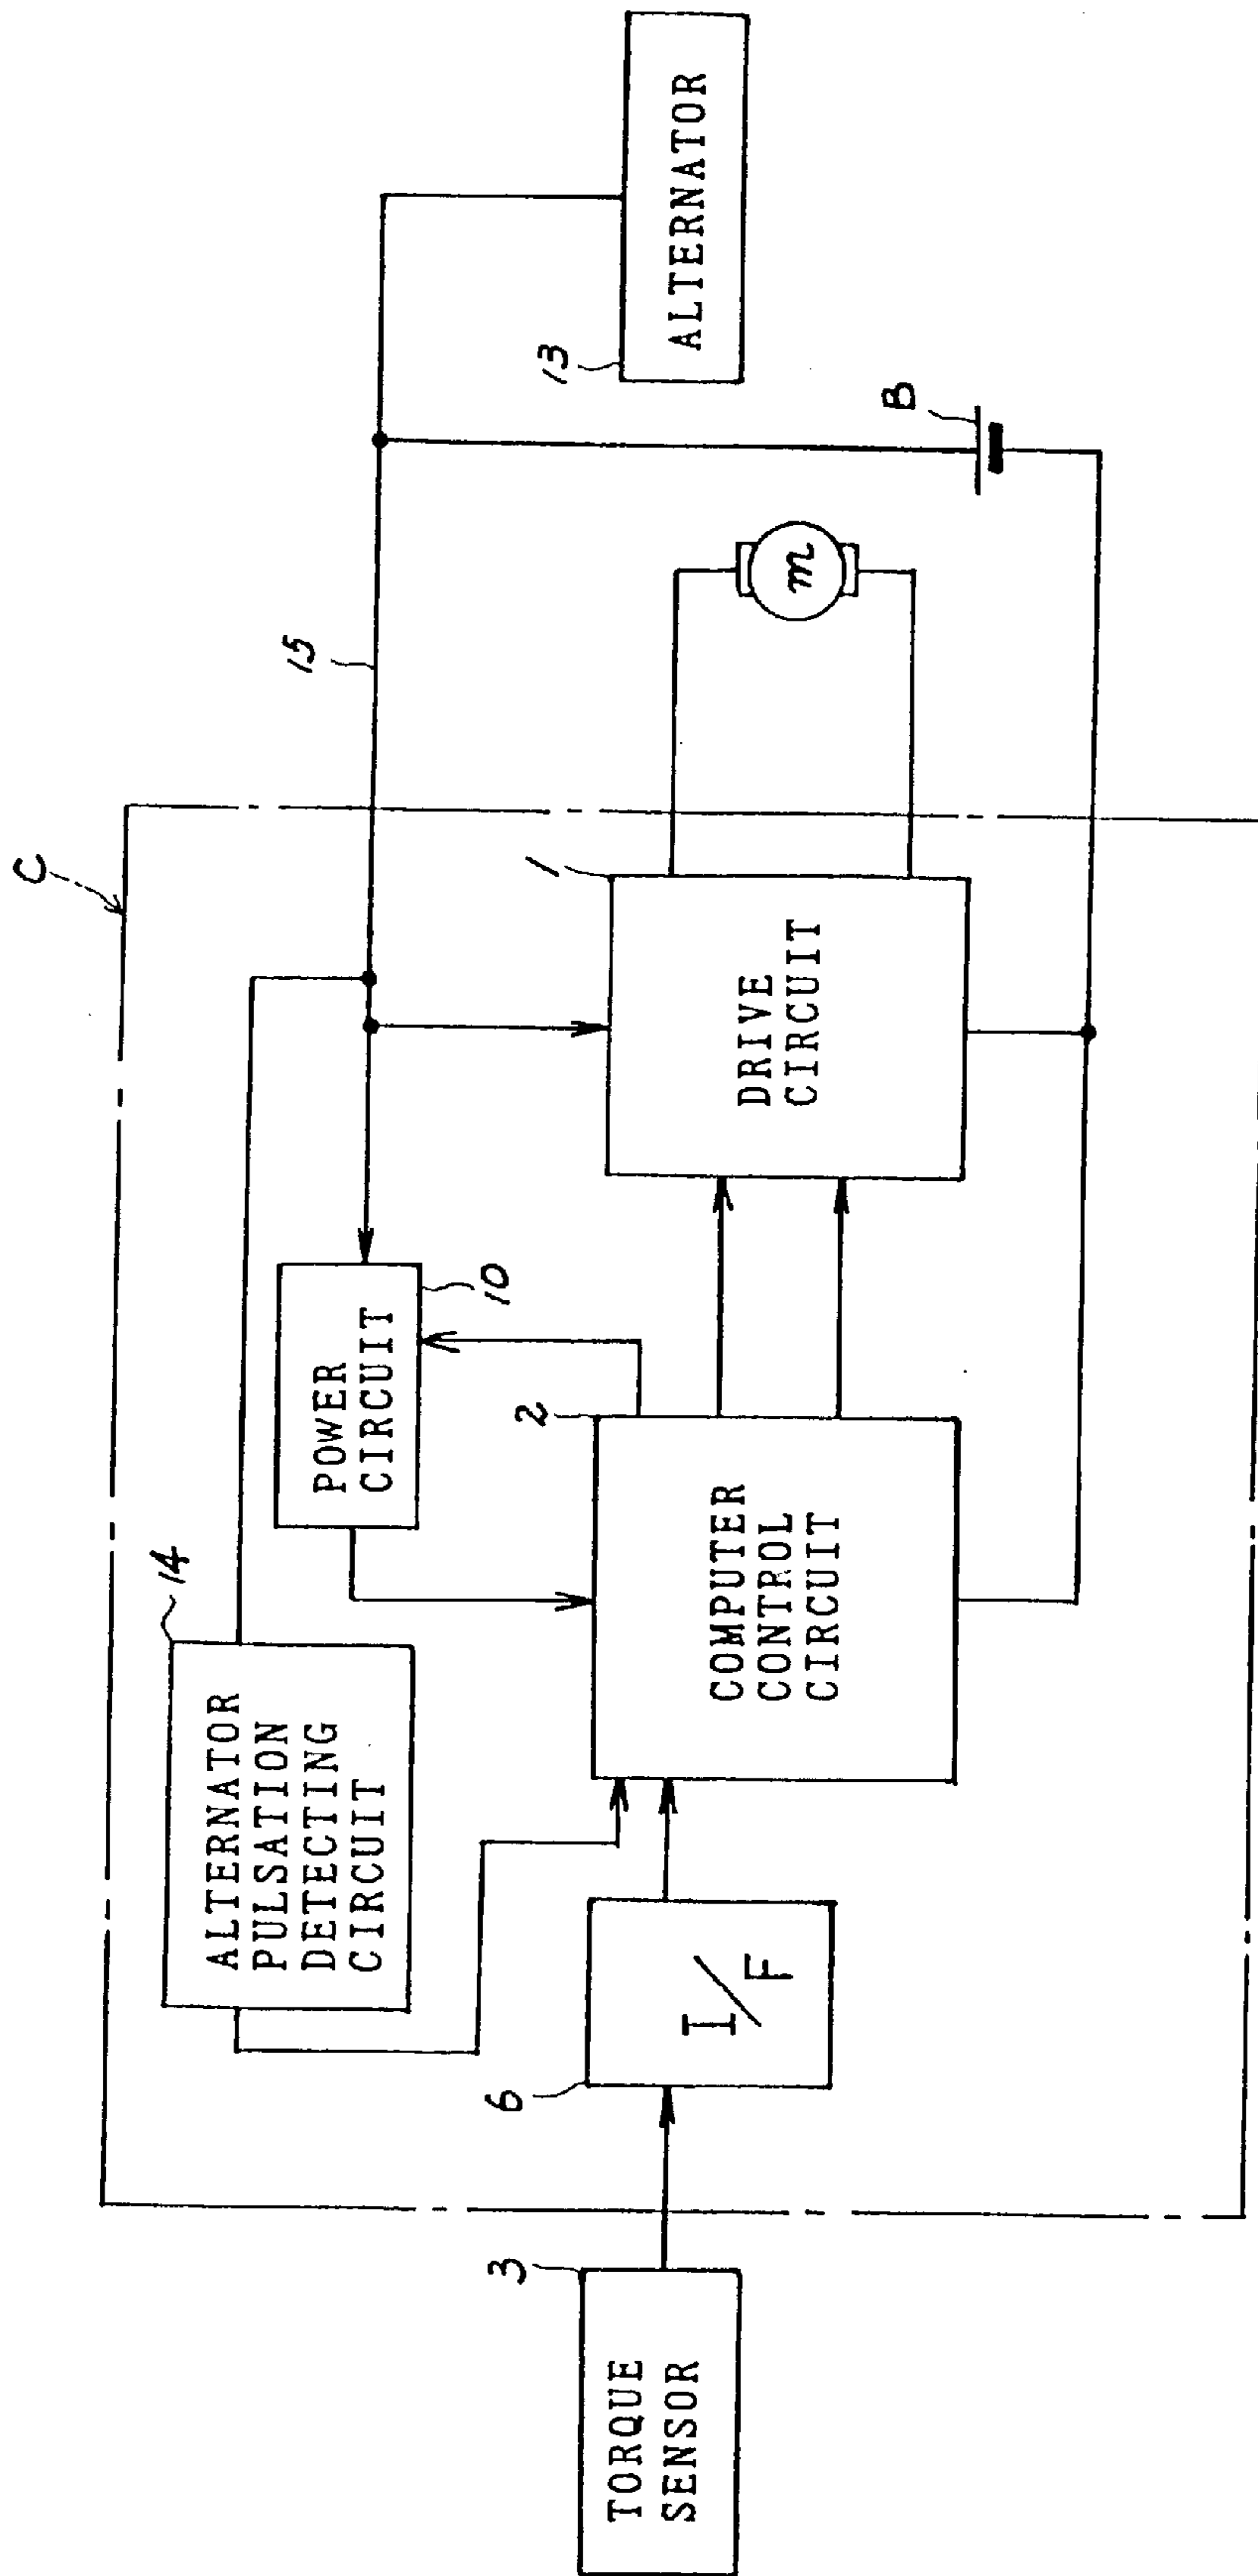 C
14
ALTERNATOR
PULSATION
DETECTING
CIRCUIT
POWER
CIRCUIT
10
15
3
TORQUE
SENSOR
6
I/F
2
COMPUTER
CONTROL
CIRCUIT
1
DRIVE
CIRCUIT
m
B
13
ALTERNATOR